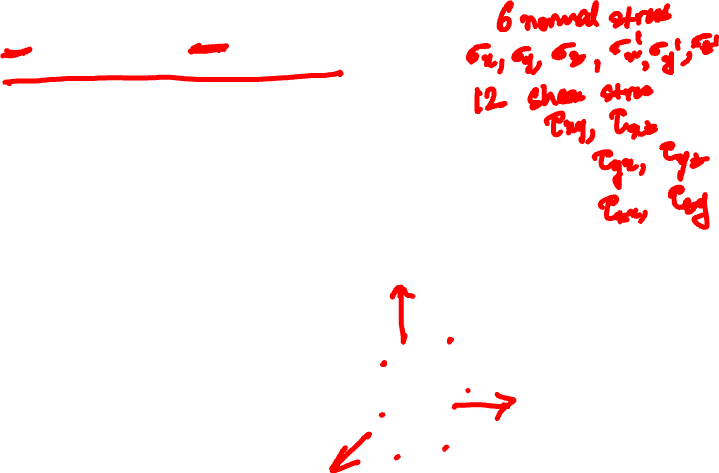 6 normal stress
σx, σy, σz, σx', σy', σz'
12 shear stress
τxy, τxz
τyx, τyz
τzx, τzy